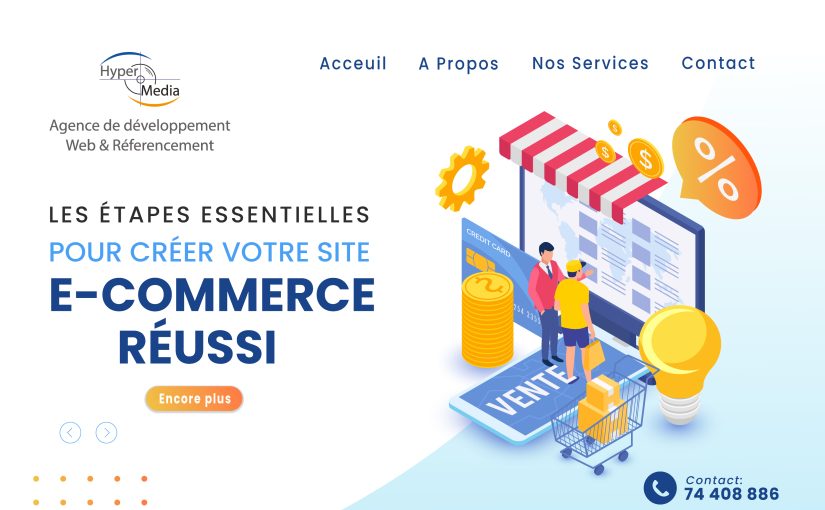 Hyper
Media
Agence de développement
Web & Réferencement
Acceuil
A Propos
Nos Services
Contact
LES ÉTAPES ESSENTIELLES
POUR CRÉER VOTRE SITE
E-COMMERCE
RÉUSSI
Encore plus
CREDIT CARD
VENTE
Contact:
74 408 886